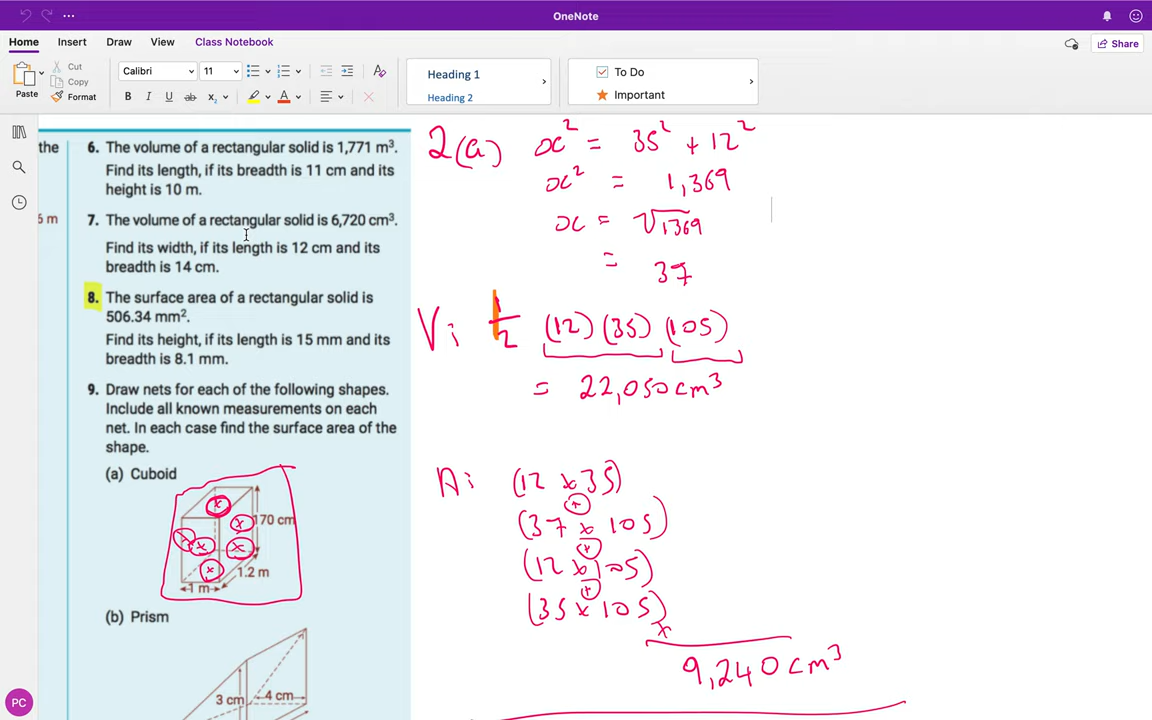 OneNote
Home Insert Draw View Class Notebook
Share
Paste
Cut
Copy
Format
Calibri 11
B I U ab x₂ A
Heading 1
Heading 2
To Do
Important
the
6 m
6. The volume of a rectangular solid is 1,771 m³.
Find its length, if its breadth is 11 cm and its
height is 10 m.
7. The volume of a rectangular solid is 6,720 cm³.
Find its width, if its length is 12 cm and its
breadth is 14 cm.
8. The surface area of a rectangular solid is
506.34 mm².
Find its height, if its length is 15 mm and its
breadth is 8.1 mm.
9. Draw nets for each of the following shapes.
Include all known measurements on each
net. In each case find the surface area of the
shape.
(a) Cuboid
170 cm
1.2 m
1 m
(b) Prism
3 cm
4 cm
2(a) x² = 35² + 12²
x² = 1,369
x = √1369
= 37
V: 1/2 (12) (35) (105)
= 22,050 cm³
A: (12 x 35)
+
(37 x 105)
+
(12 x 105)
+
(35 x 105)
9,240 cm³
PC